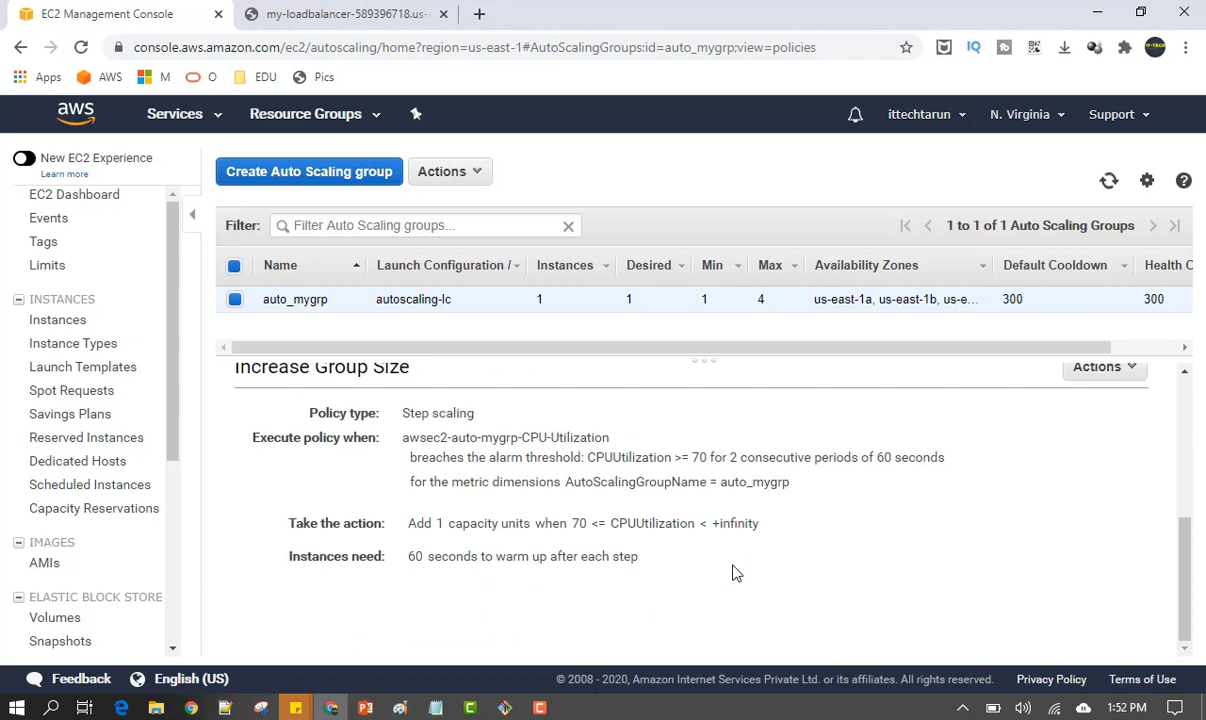 EC2 Management Console
my-loadbalancer-589396718.us-
console.aws.amazon.com/ec2/autoscaling/home?region=us-east-1#AutoScalingGroups:id=auto_mygrp;view=policies
Apps
AWS
M
O
EDU
Pics
aws
Services
Resource Groups
ittechtarun
N. Virginia
Support
New EC2 Experience
Learn more
EC2 Dashboard
Events
Tags
Limits
INSTANCES
Instances
Instance Types
Launch Templates
Spot Requests
Savings Plans
Reserved Instances
Dedicated Hosts
Scheduled Instances
Capacity Reservations
IMAGES
AMIs
ELASTIC BLOCK STORE
Volumes
Snapshots
Create Auto Scaling group
Actions
Filter: Filter Auto Scaling groups...
1 to 1 of 1 Auto Scaling Groups
Name Launch Configuration / Instances Desired Min Max Availability Zones Default Cooldown Health C
auto_mygrp autoscaling-lc 1 1 1 4 us-east-1a, us-east-1b, us-e... 300 300
Increase Group Size
Actions
Policy type: Step scaling
Execute policy when: awsec2-auto-mygrp-CPU-Utilization
breaches the alarm threshold: CPUUtilization >= 70 for 2 consecutive periods of 60 seconds
for the metric dimensions AutoScalingGroupName = auto_mygrp
Take the action: Add 1 capacity units when 70 <= CPUUtilization < +infinity
Instances need: 60 seconds to warm up after each step
Feedback
English (US)
© 2008 - 2020, Amazon Internet Services Private Ltd. or its affiliates. All rights reserved.
Privacy Policy
Terms of Use
1:52 PM